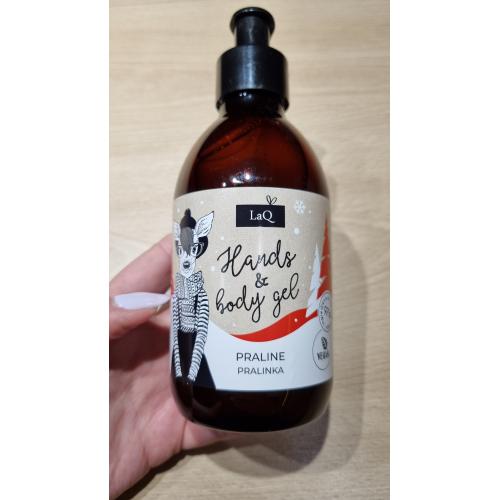 LaQ
Hands
&
body gel
PRALINE
PRALINKA